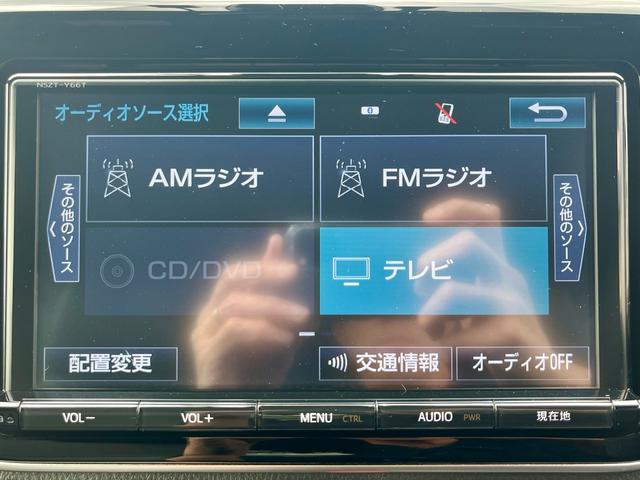 NSZT-Y66T
オーディオソース選択
AMラジオ
FMラジオ
その他のソース
その他のソース
CD/DVD
テレビ
配置変更
交通情報
オーディオOFF
VOL−
VOL+
MENU CTRL
AUDIO PWR
現在地